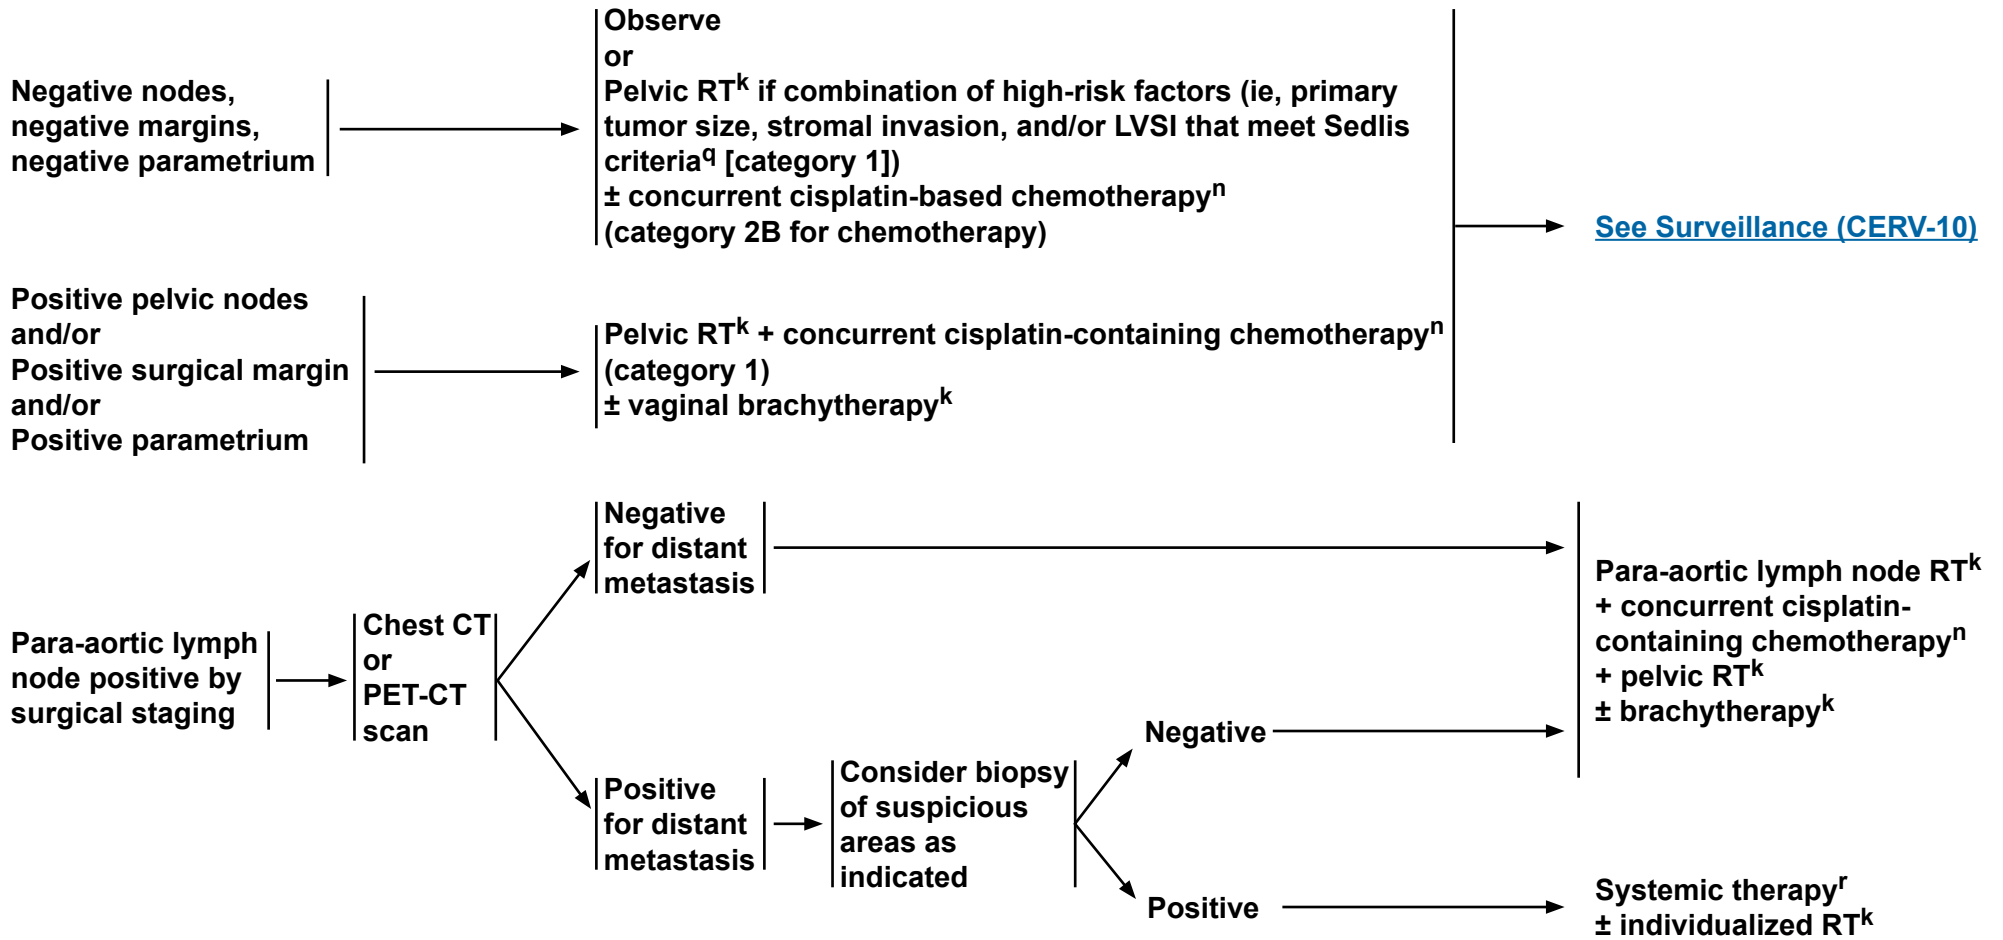 Negative nodes,
negative margins,
negative parametrium
Observe
or
Pelvic RTk if combination of high-risk factors (ie, primary
tumor size, stromal invasion, and/or LVSI that meet Sedlis
criteriaq [category 1])
± concurrent cisplatin-based chemotherapyn
(category 2B for chemotherapy)
See Surveillance (CERV-10)
Positive pelvic nodes
and/or
Positive surgical margin
and/or
Positive parametrium
Pelvic RTk + concurrent cisplatin-containing chemotherapyn
(category 1)
± vaginal brachytherapyk
Para-aortic lymph
node positive by
surgical staging
Chest CT
or
PET-CT
scan
Negative
for distant
metastasis
Positive
for distant
metastasis
Consider biopsy
of suspicious
areas as
indicated
Negative
Positive
Para-aortic lymph node RTk
+ concurrent cisplatin-
containing chemotherapyn
+ pelvic RTk
± brachytherapyk
Systemic therapyr
± individualized RTk